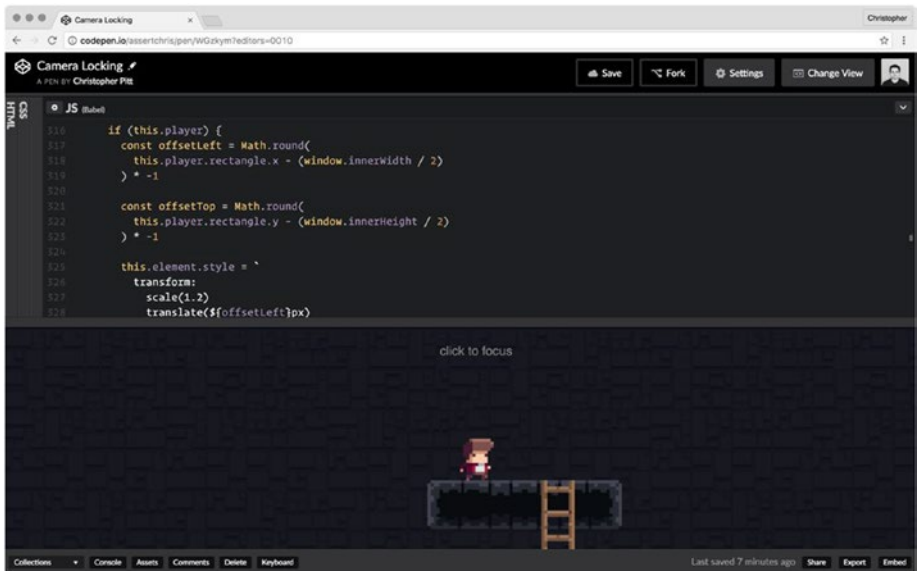 Camera Locking
Christopher
codepen.io/assertchris/pen/WGzkym?editors=0010
Camera Locking
A PEN BY Christopher Pitt
Save
Fork
Settings
Change View
HTML
CSS
JS (Babel)
316 if (this.player) {
317 const offsetLeft = Math.round(
318 this.player.rectangle.x - (window.innerWidth / 2)
319 ) * -1
320
321 const offsetTop = Math.round(
322 this.player.rectangle.y - (window.innerHeight / 2)
323 ) * -1
324
325 this.element.style = `
326 transform:
327 scale(1.2)
328 translate(${offsetLeft}px)
click to focus
Collections
Console
Assets
Comments
Delete
Keyboard
Last saved 7 minutes ago
Share
Export
Embed